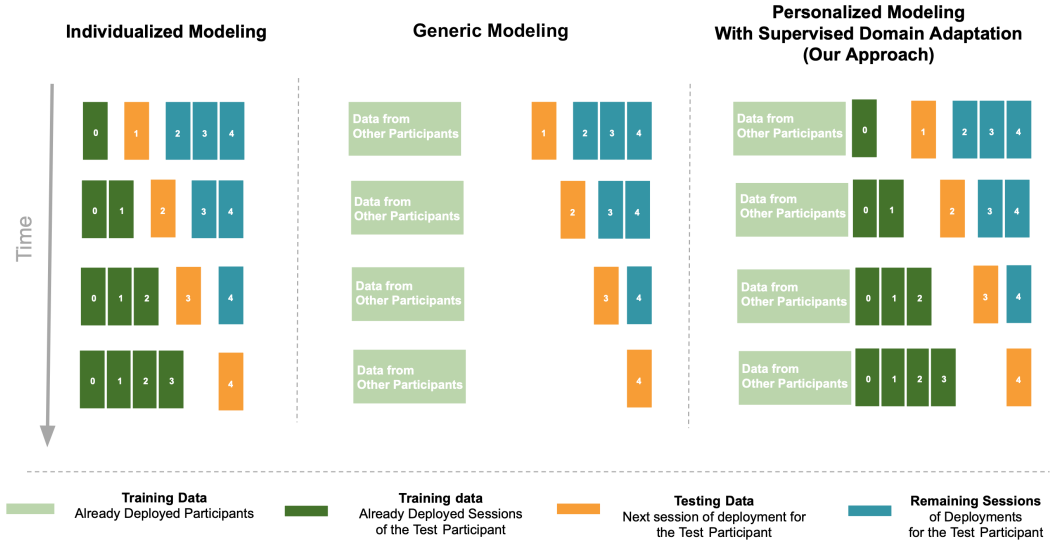 Individualized Modeling
Generic Modeling
Personalized Modeling
With Supervised Domain Adaptation
(Our Approach)
Time
0 1 2 3 4
Data from
Other Participants
1 2 3 4
Data from
Other Participants
0 1 2 3 4
0 1 2 3 4
Data from
Other Participants
2 3 4
Data from
Other Participants
0 1 2 3 4
0 1 2 3 4
Data from
Other Participants
3 4
Data from
Other Participants
0 1 2 3 4
0 1 2 3 4
Data from
Other Participants
4
Data from
Other Participants
0 1 2 3 4
Training Data
Already Deployed Participants
Training data
Already Deployed Sessions
of the Test Participant
Testing Data
Next session of deployment for
the Test Participant
Remaining Sessions
of Deployments
for the Test Participant